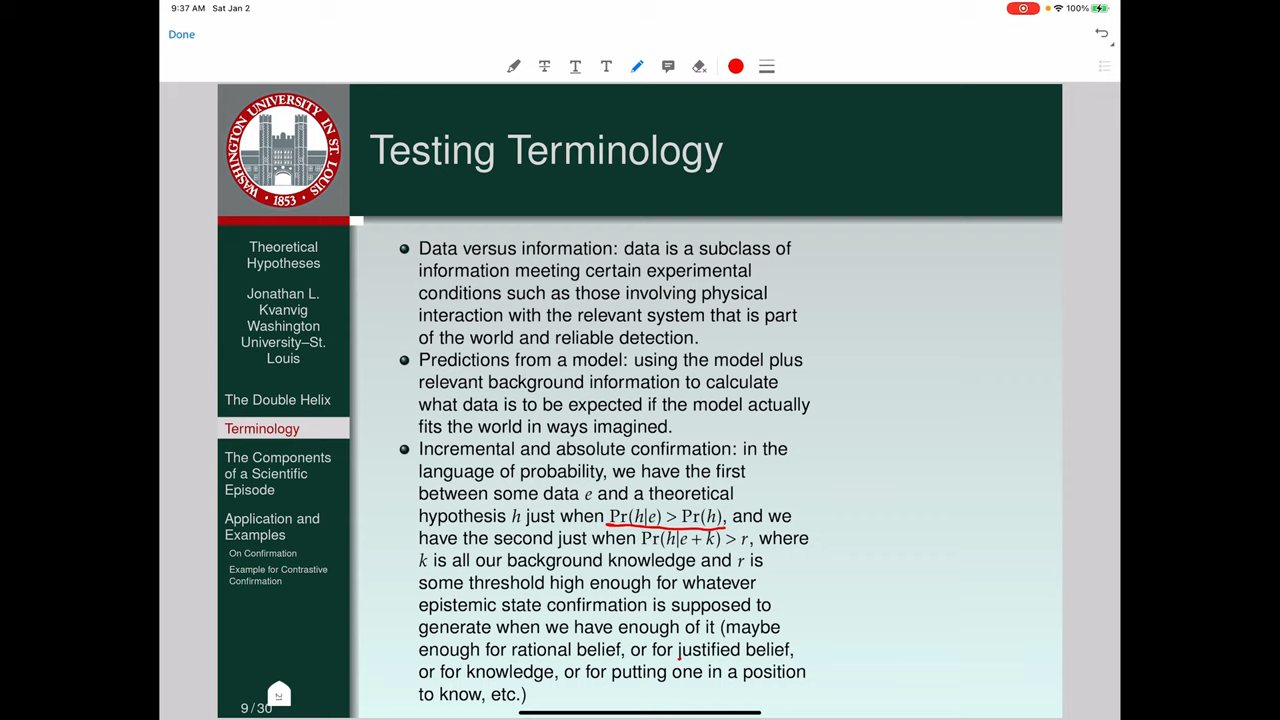 9:37 AM Sat Jan 2
100%
Done
WASHINGTON UNIVERSITY IN ST. LOUIS
1853
Testing Terminology
Theoretical
Hypotheses
Jonathan L.
Kvanvig
Washington
University–St.
Louis
The Double Helix
Terminology
The Components
of a Scientific
Episode
Application and
Examples
On Confirmation
Example for Contrastive
Confirmation
Data versus information: data is a subclass of
information meeting certain experimental
conditions such as those involving physical
interaction with the relevant system that is part
of the world and reliable detection.
Predictions from a model: using the model plus
relevant background information to calculate
what data is to be expected if the model actually
fits the world in ways imagined.
Incremental and absolute confirmation: in the
language of probability, we have the first
between some data e and a theoretical
hypothesis h just when Pr(h|e) > Pr(h), and we
have the second just when Pr(h|e + k) > r, where
k is all our background knowledge and r is
some threshold high enough for whatever
epistemic state confirmation is supposed to
generate when we have enough of it (maybe
enough for rational belief, or for justified belief,
or for knowledge, or for putting one in a position
to know, etc.)
21
9 / 30